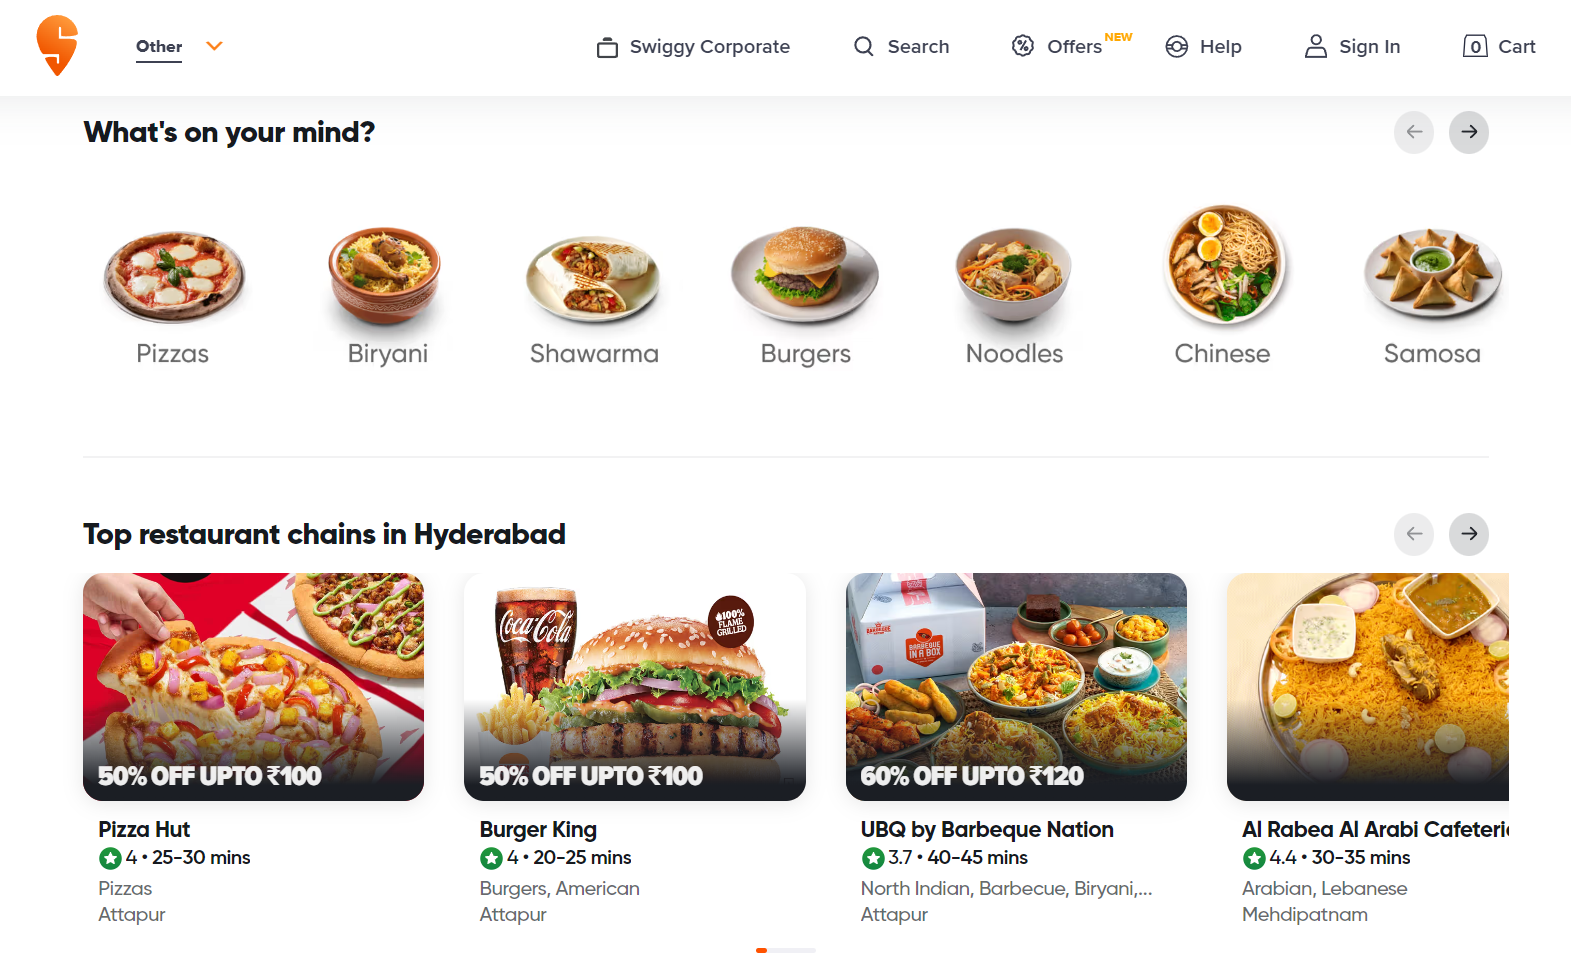 Other
Swiggy Corporate
Search
Offers NEW
Help
Sign In
0 Cart
What's on your mind?
Pizzas
Biryani
Shawarma
Burgers
Noodles
Chinese
Samosa
Top restaurant chains in Hyderabad
50% OFF UPTO ₹100
Pizza Hut
4 • 25-30 mins
Pizzas
Attapur
Coca-Cola
100%
FLAME
GRILLED
50% OFF UPTO ₹100
Burger King
4 • 20-25 mins
Burgers, American
Attapur
BARBEQUE
IN A BOX
60% OFF UPTO ₹120
UBQ by Barbeque Nation
3.7 • 40-45 mins
North Indian, Barbecue, Biryani,...
Attapur
Al Rabea Al Arabi Cafeteri
4.4 • 30-35 mins
Arabian, Lebanese
Mehdipatnam